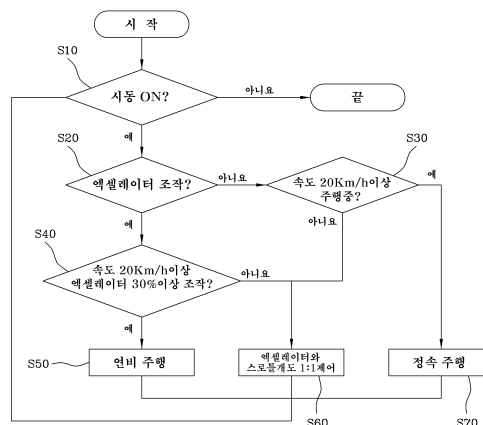 시 작
S10
시동 ON?
아니요
끝
예
S20
엑셀레이터 조작?
아니요
S30
속도 20Km/h이상
주행중?
예
예
아니요
S40
속도 20Km/h이상
엑셀레이터 30%이상 조작?
아니요
예
S50
연비 주행
엑셀레이터와
스로틀개도 1:1제어
정속 주행
S60
S70